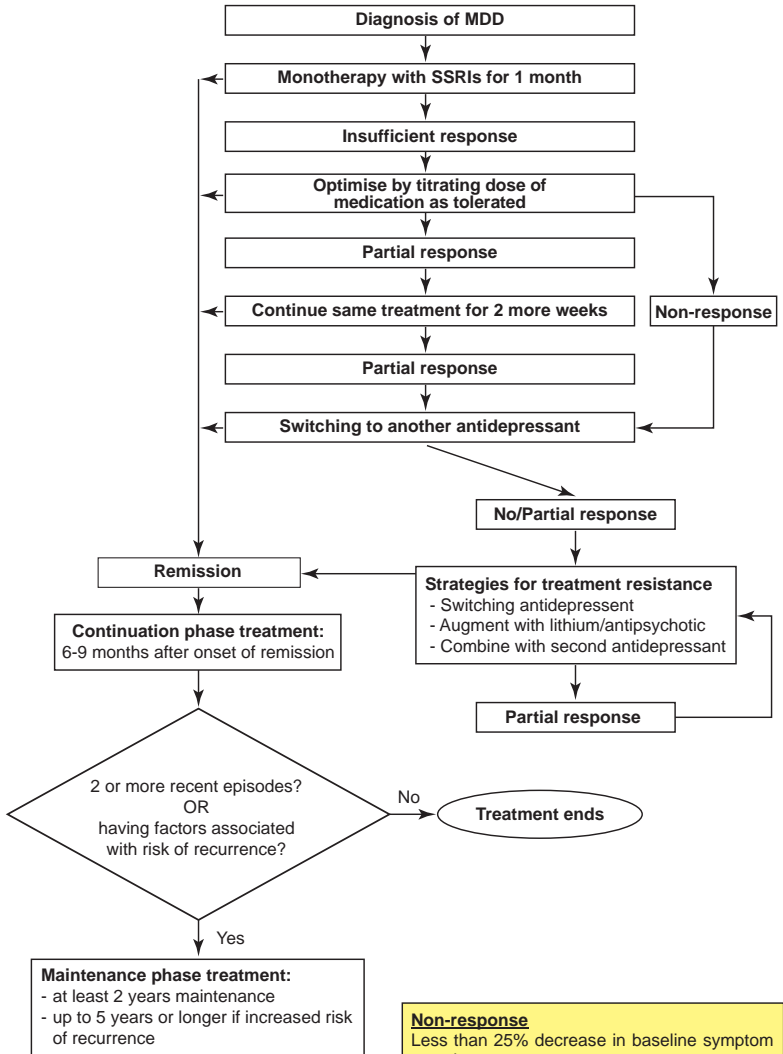 Diagnosis of MDD
Monotherapy with SSRIs for 1 month
Insufficient response
Optimise by titrating dose of
medication as tolerated
Partial response
Continue same treatment for 2 more weeks
Non-response
Partial response
Switching to another antidepressant
No/Partial response
Remission
Strategies for treatment resistance
- Switching antidepressent
- Augment with lithium/antipsychotic
- Combine with second antidepressant
Continuation phase treatment:
6-9 months after onset of remission
Partial response
2 or more recent episodes?
OR
having factors associated
with risk of recurrence?
No
Treatment ends
Yes
Maintenance phase treatment:
- at least 2 years maintenance
- up to 5 years or longer if increased risk
of recurrence
Non-response
Less than 25% decrease in baseline symptom